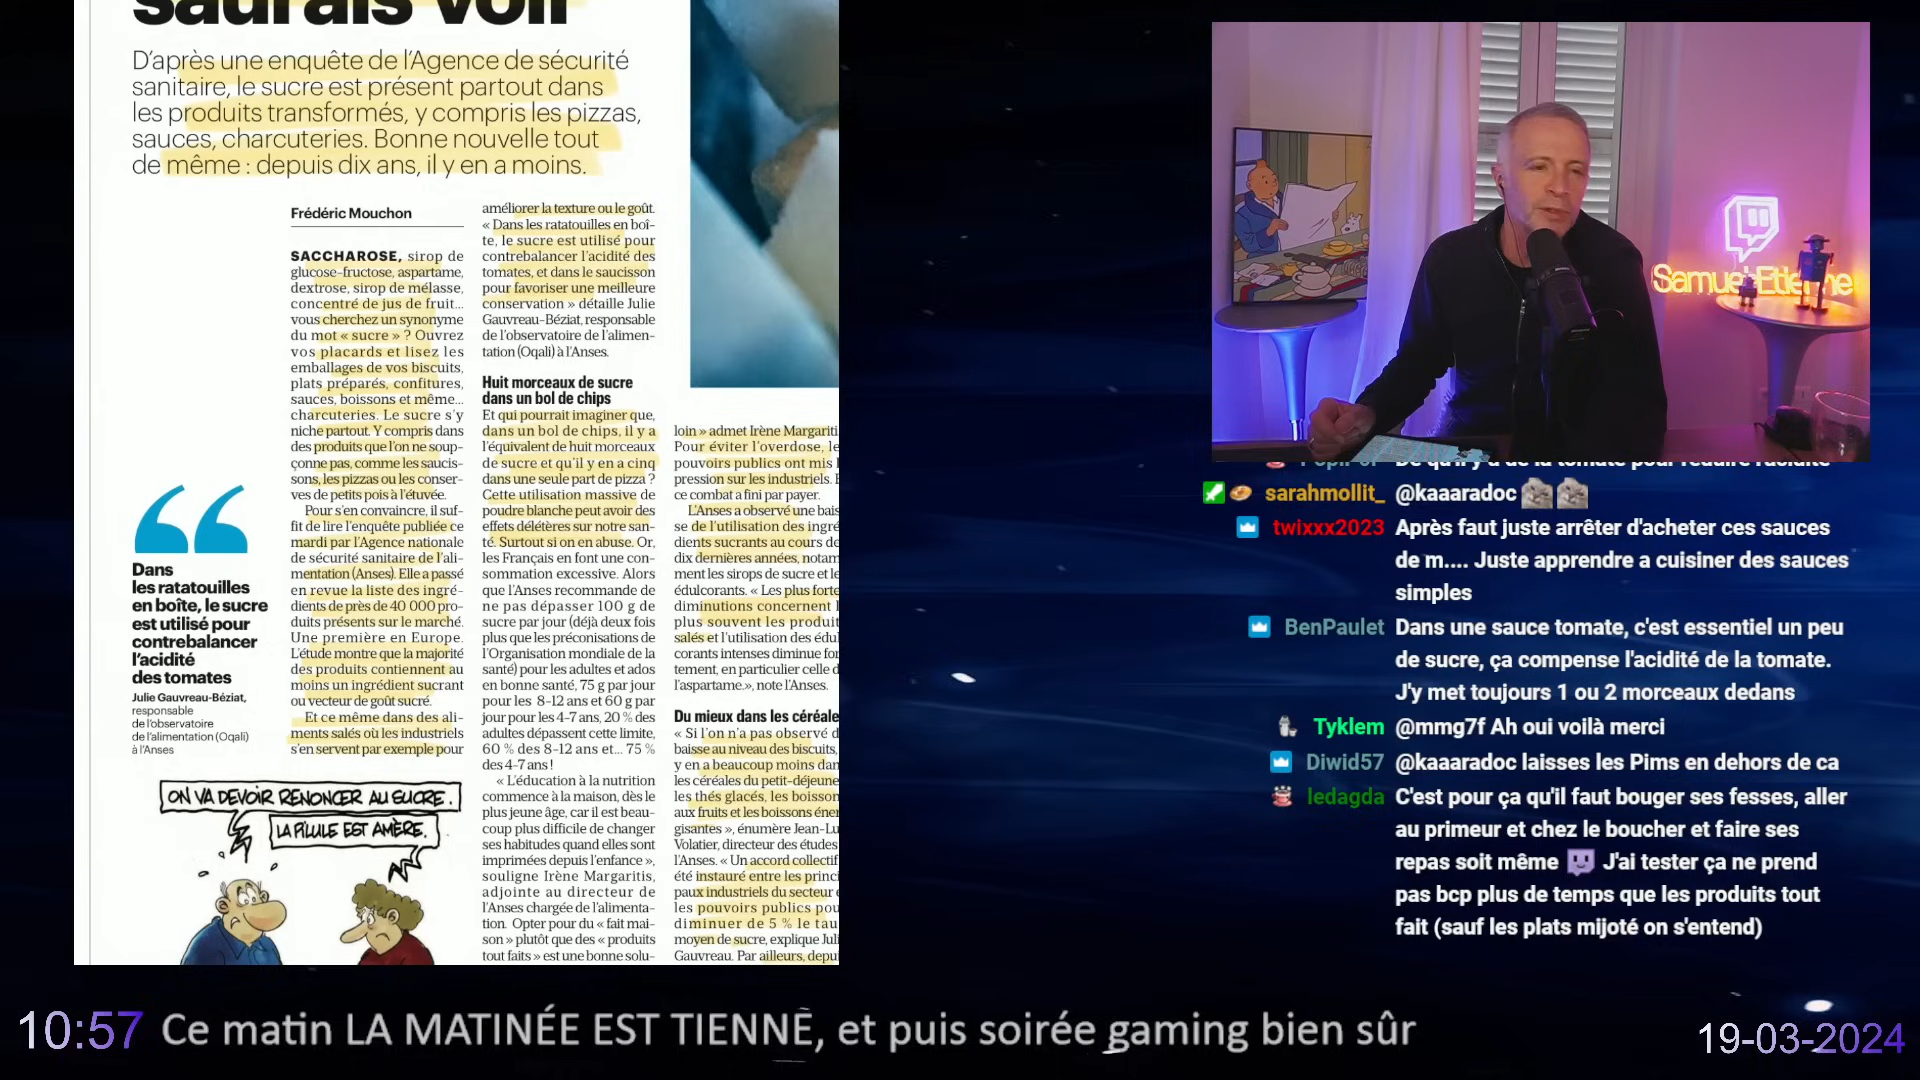 saurais voir
D’après une enquête de l’Agence de sécurité
sanitaire, le sucre est présent partout dans
les produits transformés, y compris les pizzas,
sauces, charcuteries. Bonne nouvelle tout
de même : depuis dix ans, il y en a moins.
Frédéric Mouchon
SACCHAROSE, sirop de
glucose-fructose, aspartame,
dextrose, sirop de mélasse,
concentré de jus de fruit...
vous cherchez un synonyme
du mot « sucre » ? Ouvrez
vos placards et lisez les
emballages de vos biscuits,
plats préparés, confitures,
sauces, boissons et même...
charcuteries. Le sucre s’y
niche partout. Y compris dans
des produits que l’on ne soup-
çonne pas, comme les saucis-
sons, les pizzas ou les conser-
ves de petits pois à l’étuvée.
Pour s’en convaincre, il suf-
fit de lire l’enquête publiée ce
mardi par l’Agence nationale
de sécurité sanitaire de l’ali-
mentation (Anses). Elle a passé
en revue la liste des ingré-
dients de près de 40 000 pro-
duits présents sur le marché.
Une première en Europe.
L’étude montre que la majorité
des produits contiennent au
moins un ingrédient sucrant
ou vecteur de goût sucré.
Et ce même dans des ali-
ments salés où les industriels
s’en servent par exemple pour
améliorer la texture ou le goût.
« Dans les ratatouilles en boî-
te, le sucre est utilisé pour
contrebalancer l’acidité des
tomates, et dans le saucisson
pour favoriser une meilleure
conservation » détaille Julie
Gauvreau-Béziat, responsable
de l’observatoire de l’alimen-
tation (Oqali) à l’Anses.
Huit morceaux de sucre
dans un bol de chips
Et qui pourrait imaginer que,
dans un bol de chips, il y a
l’équivalent de huit morceaux
de sucre et qu’il y en a cinq
dans une seule part de pizza ?
Cette utilisation massive de
poudre blanche peut avoir des
effets délétères sur notre san-
té. Surtout si on en abuse. Or,
les Français en font une con-
sommation excessive. Alors
que l’Anses recommande de
ne pas dépasser 100 g de
sucre par jour (déjà deux fois
plus que les préconisations de
l’Organisation mondiale de la
santé) pour les adultes et ados
en bonne santé, 75 g par jour
pour les 8-12 ans et 60 g par
jour pour les 4-7 ans, 20 % des
adultes dépassent cette limite,
60 % des 8-12 ans et... 75 %
des 4-7 ans !
« L’éducation à la nutrition
commence à la maison, dès le
plus jeune âge, car il est beau-
coup plus difficile de changer
ses habitudes quand elles sont
imprimées depuis l’enfance »,
souligne Irène Margaritis,
adjointe au directeur de
l’Anses chargée de l’alimenta-
tion. Opter pour du « fait mai-
son » plutôt que des « produits
tout faits » est une bonne solu-
loin » admet Irène Margariti
Pour éviter l’overdose, le
pouvoirs publics ont mis l
pression sur les industriels. E
ce combat a fini par payer.
L’Anses a observé une bais
se de l’utilisation des ingré
dients sucrants au cours de
dix dernières années, notam
ment les sirops de sucre et le
édulcorants. « Les plus forte
diminutions concernent l
plus souvent les produit
salés et l’utilisation des édul
corants intenses diminue for
tement, en particulier celle d
l’aspartame.», note l’Anses.
Du mieux dans les céréale
« Si l’on n’a pas observé d
baisse au niveau des biscuits,
y en a beaucoup moins dan
les céréales du petit-déjeune
les thés glacés, les boisson
aux fruits et les boissons éner
gisantes », énumère Jean-Lu
Volatier, directeur des études
l’Anses. « Un accord collectif
été instauré entre les princi
paux industriels du secteur e
les pouvoirs publics pou
diminuer de 5 % le tau
moyen de sucre, explique Juli
Gauvreau. Par ailleurs, depu
Dans
les ratatouilles
en boîte, le sucre
est utilisé pour
contrebalancer
l’acidité
des tomates
Julie Gauvreau-Béziat,
responsable
de l’observatoire
de l’alimentation (Oqali)
à l’Anses
ON VA DEVOIR RENONCER AU SUCRE.
LA PILULE EST AMÈRE.
Samuel Etienne
De qu'il y a de la tomate pour réduire l'acidité
sarahmollit_ @kaaaradoc
twixxx2023 Après faut juste arrêter d'acheter ces sauces
de m.... Juste apprendre a cuisiner des sauces
simples
BenPaulet Dans une sauce tomate, c'est essentiel un peu
de sucre, ça compense l'acidité de la tomate.
J'y met toujours 1 ou 2 morceaux dedans
Tyklem @mmg7f Ah oui voilà merci
Diwid57 @kaaaradoc laisses les Pims en dehors de ca
ledagda C'est pour ça qu'il faut bouger ses fesses, aller
au primeur et chez le boucher et faire ses
repas soit même J'ai tester ça ne prend
pas bcp plus de temps que les produits tout
fait (sauf les plats mijoté on s'entend)
10:57 Ce matin LA MATINÉE EST TIENNE, et puis soirée gaming bien sûr
19-03-2024